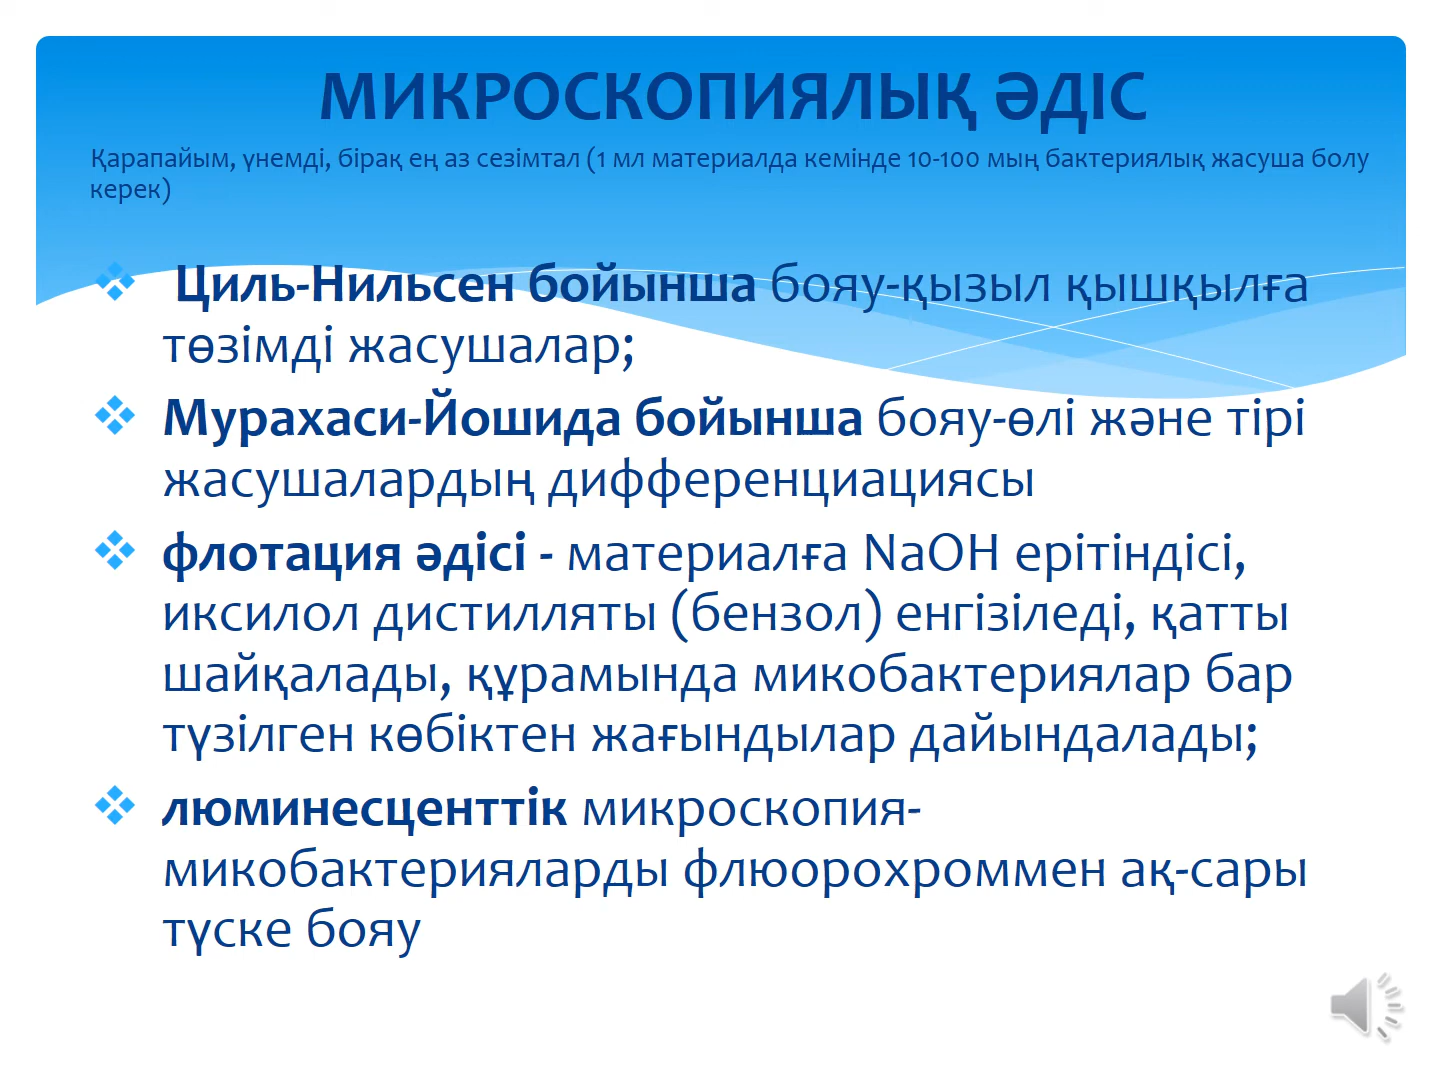 МИКРОСКОПИЯЛЫҚ ӘДІС
Қарапайым, үнемді, бірақ ең аз сезімтал (1 мл материалда кемінде 10-100 мың бактериялық жасуша болу
керек)
Циль-Нильсен бойынша бояу-қызыл қышқылға
төзімді жасушалар;
Мурахаси-Йошида бойынша бояу-өлі және тірі
жасушалардың дифференциациясы
флотация әдісі - материалға NaOH ерітіндісі,
иксилол дистилляты (бензол) енгізіледі, қатты
шайқалады, құрамында микобактериялар бар
түзілген көбіктен жағындылар дайындалады;
люминесценттік микроскопия-
микобактерияларды флюорохроммен ақ-сары
түске бояу